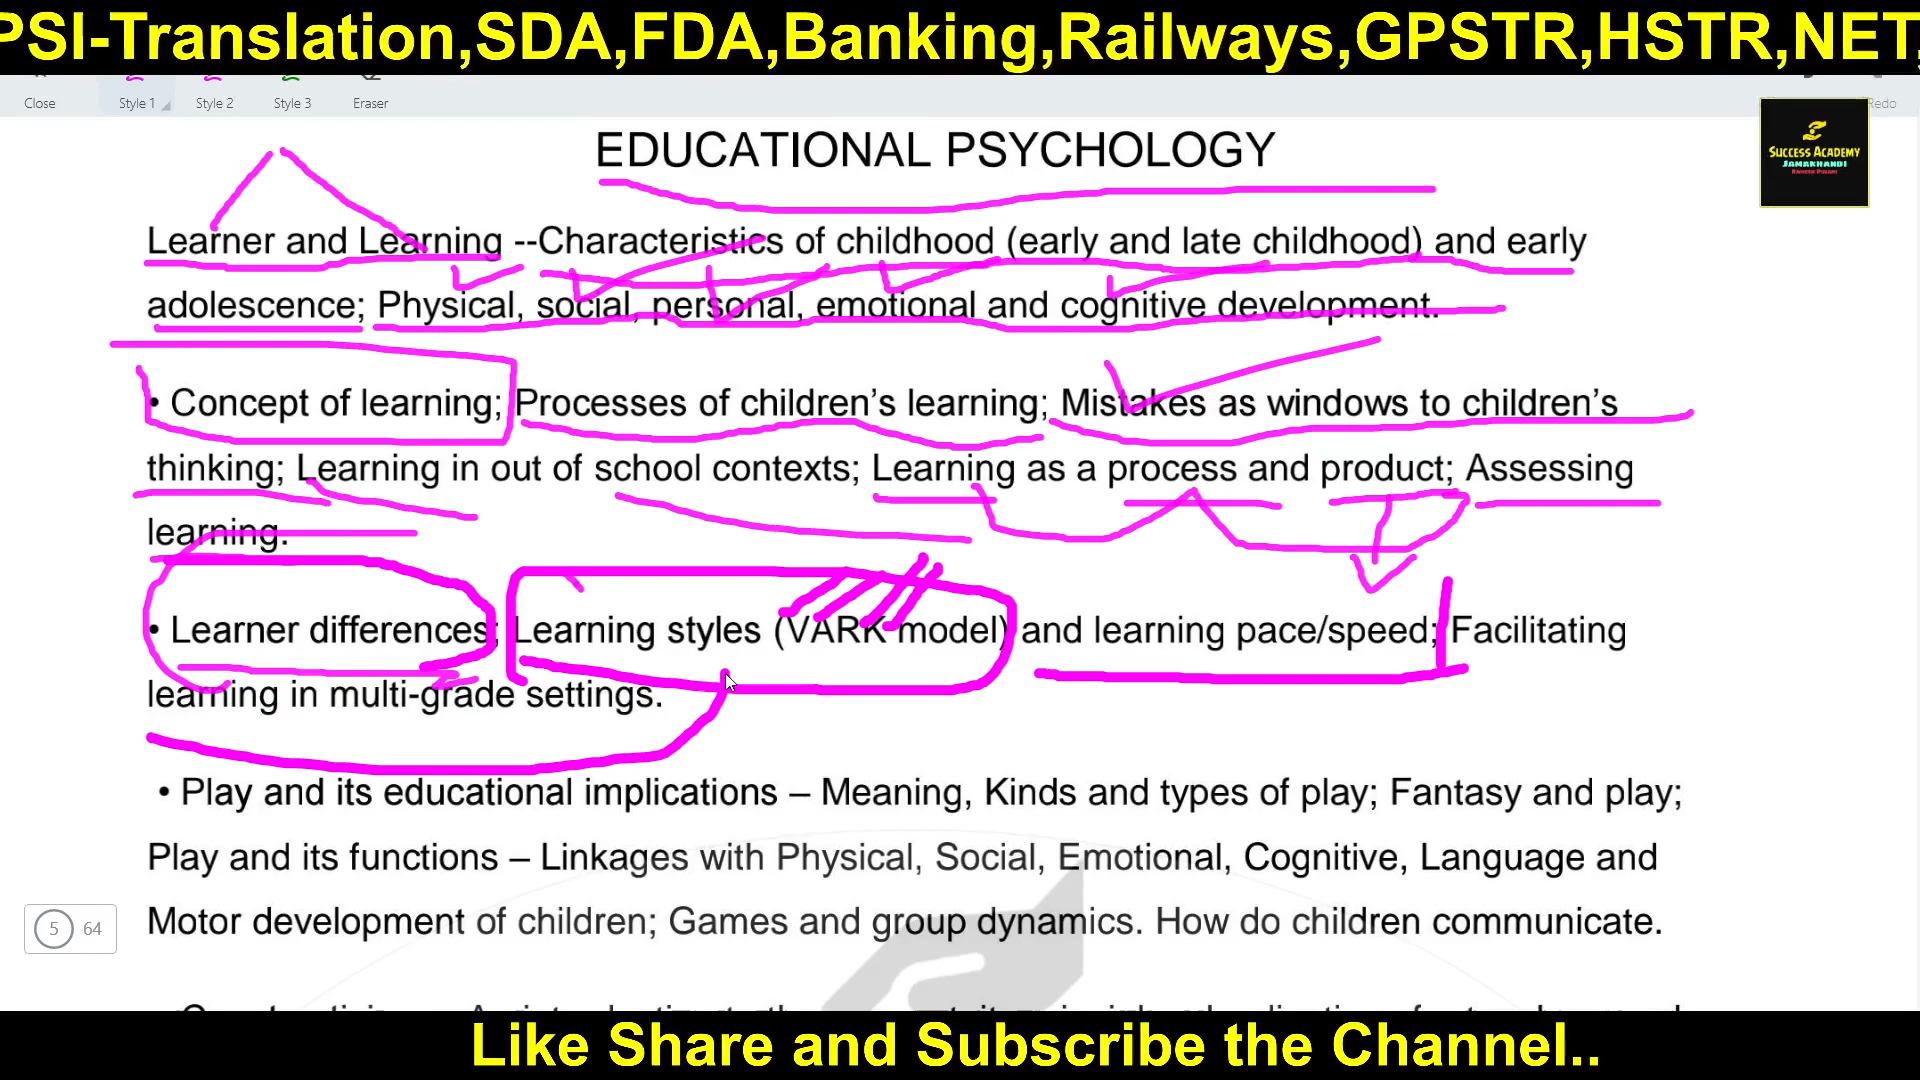 PSI-Translation,SDA,FDA,Banking,Railways,GPSTR,HSTR,NET,
Close Style 1 Style 2 Style 3 Eraser Redo
SUCCESS ACADEMY
JAMAKHANDI
EDUCATIONAL PSYCHOLOGY
Learner and Learning --Characteristics of childhood (early and late childhood) and early
adolescence; Physical, social, personal, emotional and cognitive development.
• Concept of learning; Processes of children’s learning; Mistakes as windows to children’s
thinking; Learning in out of school contexts; Learning as a process and product; Assessing
learning.
• Learner differences; Learning styles (VARK model) and learning pace/speed; Facilitating
learning in multi-grade settings.
• Play and its educational implications – Meaning, Kinds and types of play; Fantasy and play;
Play and its functions – Linkages with Physical, Social, Emotional, Cognitive, Language and
Motor development of children; Games and group dynamics. How do children communicate.
5 64
Like Share and Subscribe the Channel..